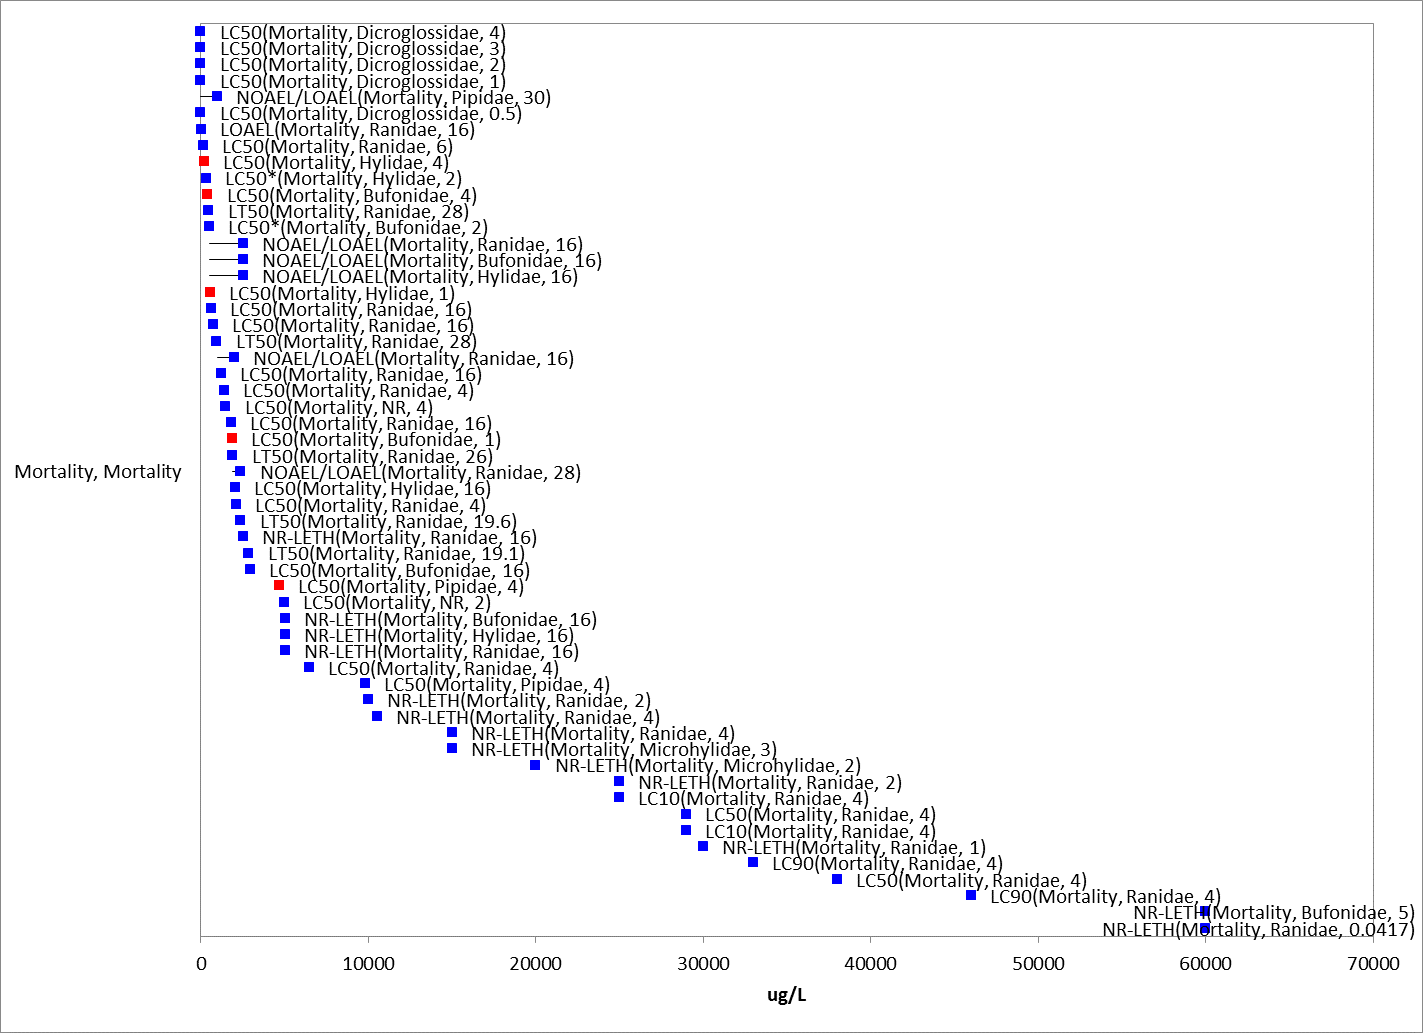 LC50(Mortality, Dicroglossidae, 4)
LC50(Mortality, Dicroglossidae, 3)
LC50(Mortality, Dicroglossidae, 2)
LC50(Mortality, Dicroglossidae, 1)
NOAEL/LOAEL(Mortality, Pipidae, 30)
LC50(Mortality, Dicroglossidae, 0.5)
LOAEL(Mortality, Ranidae, 16)
LC50(Mortality, Ranidae, 6)
LC50(Mortality, Hylidae, 4)
LC50*(Mortality, Hylidae, 2)
LC50(Mortality, Bufonidae, 4)
LT50(Mortality, Ranidae, 28)
LC50*(Mortality, Bufonidae, 2)
NOAEL/LOAEL(Mortality, Ranidae, 16)
NOAEL/LOAEL(Mortality, Bufonidae, 16)
NOAEL/LOAEL(Mortality, Hylidae, 16)
LC50(Mortality, Hylidae, 1)
LC50(Mortality, Ranidae, 16)
LC50(Mortality, Ranidae, 16)
LT50(Mortality, Ranidae, 28)
NOAEL/LOAEL(Mortality, Ranidae, 16)
LC50(Mortality, Ranidae, 16)
LC50(Mortality, Ranidae, 4)
LC50(Mortality, NR, 4)
LC50(Mortality, Ranidae, 16)
LC50(Mortality, Bufonidae, 1)
LT50(Mortality, Ranidae, 26)
Mortality, Mortality
NOAEL/LOAEL(Mortality, Ranidae, 28)
LC50(Mortality, Hylidae, 16)
LC50(Mortality, Ranidae, 4)
LT50(Mortality, Ranidae, 19.6)
NR-LETH(Mortality, Ranidae, 16)
LT50(Mortality, Ranidae, 19.1)
LC50(Mortality, Bufonidae, 16)
LC50(Mortality, Pipidae, 4)
LC50(Mortality, NR, 2)
NR-LETH(Mortality, Bufonidae, 16)
NR-LETH(Mortality, Hylidae, 16)
NR-LETH(Mortality, Ranidae, 16)
LC50(Mortality, Ranidae, 4)
LC50(Mortality, Pipidae, 4)
NR-LETH(Mortality, Ranidae, 2)
NR-LETH(Mortality, Ranidae, 4)
NR-LETH(Mortality, Ranidae, 4)
NR-LETH(Mortality, Microhylidae, 3)
NR-LETH(Mortality, Microhylidae, 2)
NR-LETH(Mortality, Ranidae, 2)
LC10(Mortality, Ranidae, 4)
LC50(Mortality, Ranidae, 4)
LC10(Mortality, Ranidae, 4)
NR-LETH(Mortality, Ranidae, 1)
LC90(Mortality, Ranidae, 4)
LC50(Mortality, Ranidae, 4)
LC90(Mortality, Ranidae, 4)
NR-LETH(Mortality, Bufonidae, 5)
NR-LETH(Mortality, Ranidae, 0.0417)
0 10000 20000 30000 40000 50000 60000 70000
ug/L